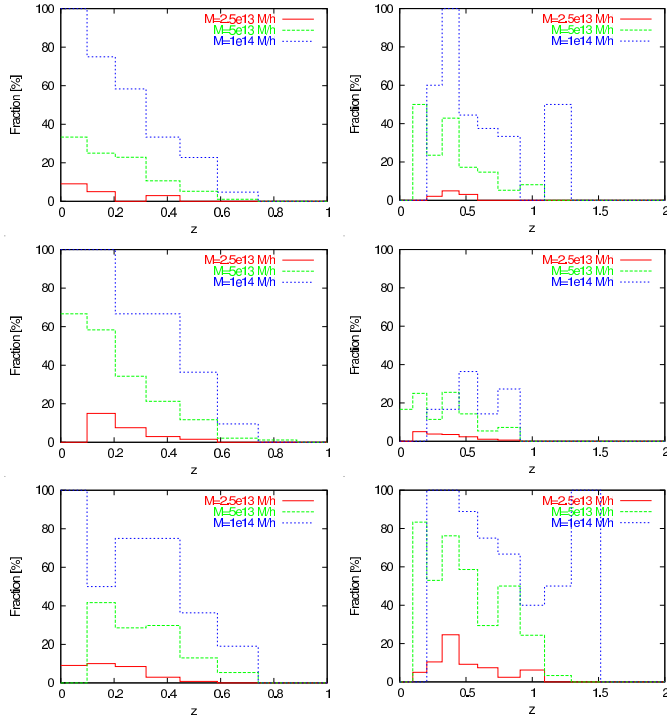 Fraction [%]
100
80
60
40
20
0
0
0.2
0.4
0.6
0.8
1
z
M=2.5e13 M/h
M=5e13 M/h
M=1e14 M/h
Fraction [%]
100
80
60
40
20
0
0
0.5
1
1.5
2
z
M=2.5e13 M/h
M=5e13 M/h
M=1e14 M/h
Fraction [%]
100
80
60
40
20
0
0
0.2
0.4
0.6
0.8
1
z
M=2.5e13 M/h
M=5e13 M/h
M=1e14 M/h
Fraction [%]
100
80
60
40
20
0
0
0.5
1
1.5
2
z
M=2.5e13 M/h
M=5e13 M/h
M=1e14 M/h
Fraction [%]
100
80
60
40
20
0
0
0.2
0.4
0.6
0.8
1
z
M=2.5e13 M/h
M=5e13 M/h
M=1e14 M/h
Fraction [%]
100
80
60
40
20
0
0
0.5
1
1.5
2
z
M=2.5e13 M/h
M=5e13 M/h
M=1e14 M/h